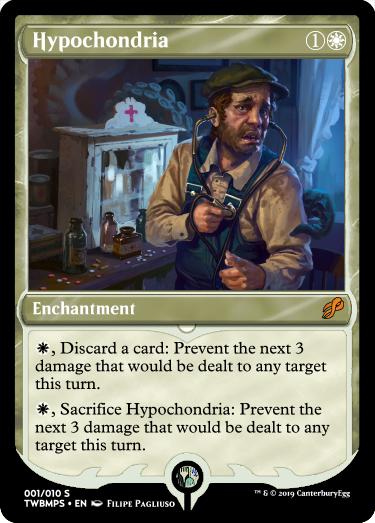 Hypochondria 1
Enchantment
, Discard a card: Prevent the next 3
damage that would be dealt to any target
this turn.
, Sacrifice Hypochondria: Prevent the
next 3 damage that would be dealt to any
target this turn.
001/010 S
TWBMPS • EN Filipe Pagliuso
™ & © 2019 CanterburyEgg